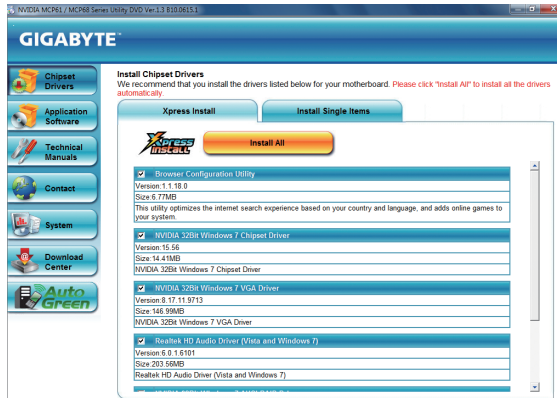 NVIDIA MCP61 / MCP68 Series Utility DVD Ver.1.3 B10.0615.1
GIGABYTE™
Chipset
Drivers
Application
Software
Technical
Manuals
Contact
System
Download
Center
Auto
Green
Install Chipset Drivers
We recommend that you install the drivers listed below for your motherboard. Please click "Install All" to install all the drivers
automatically.
Xpress Install
Install Single Items
Xpress
Install
Install All
Browser Configuration Utility
Version:1.1.18.0
Size:6.77MB
This utility optimizes the internet search experience based on your country and language, and adds online games to
your system.
NVIDIA 32Bit Windows 7 Chipset Driver
Version:15.56
Size:14.41MB
NVIDIA 32Bit Windows 7 Chipset Driver
NVIDIA 32Bit Windows 7 VGA Driver
Version:8.17.11.9713
Size:146.99MB
NVIDIA 32Bit Windows 7 VGA Driver
Realtek HD Audio Driver (Vista and Windows 7)
Version:6.0.1.6101
Size:203.56MB
Realtek HD Audio Driver (Vista and Windows 7)